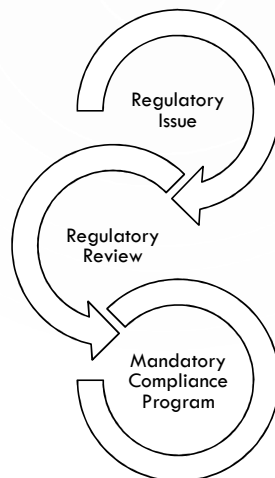 Regulatory
Issue
Regulatory
Review
Mandatory
Compliance
Program